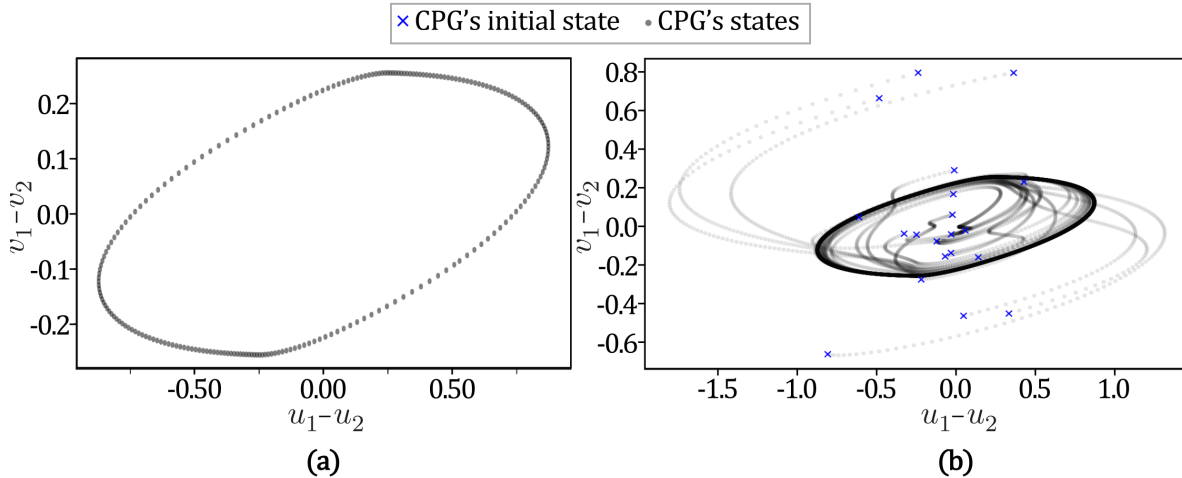 × CPG's initial state • CPG's states
0.2
0.1
0.0
-0.1
-0.2
v₁-v₂
-0.50 0.00 0.50
u₁-u₂
(a)
0.8
0.6
0.4
0.2
0.0
-0.2
-0.4
-0.6
v₁-v₂
-1.5 -1.0 -0.5 0.0 0.5 1.0
u₁-u₂
(b)